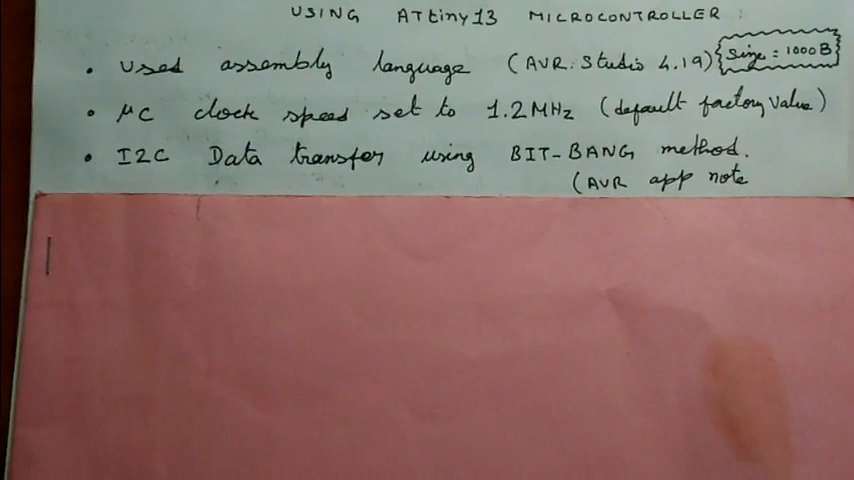 USING ATtiny13 MICROCONTROLLER
• Used assembly language (AVR Studio 4.19) Size = 1000B
• μC clock speed set to 1.2MHz (default factory value)
• I2C Data transfer using BIT-BANG method.
(AVR app note